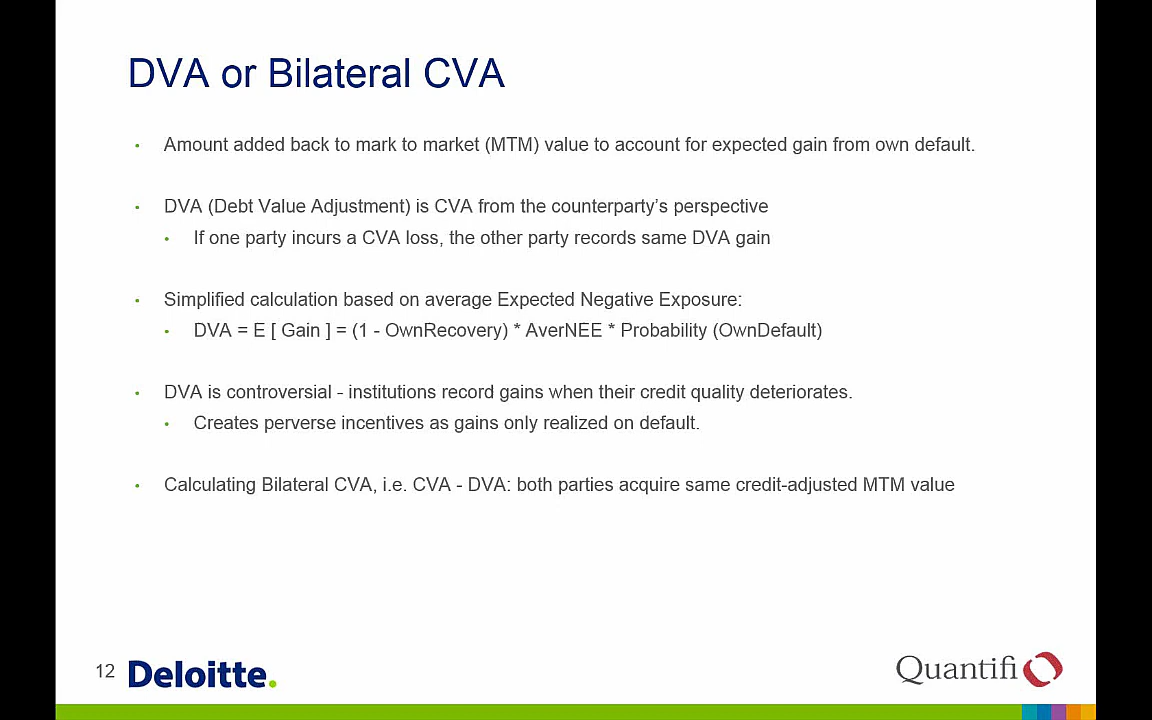 DVA or Bilateral CVA
• Amount added back to mark to market (MTM) value to account for expected gain from own default.
• DVA (Debt Value Adjustment) is CVA from the counterparty’s perspective
• If one party incurs a CVA loss, the other party records same DVA gain
• Simplified calculation based on average Expected Negative Exposure:
• DVA = E [ Gain ] = (1 - OwnRecovery) * AverNEE * Probability (OwnDefault)
• DVA is controversial - institutions record gains when their credit quality deteriorates.
• Creates perverse incentives as gains only realized on default.
• Calculating Bilateral CVA, i.e. CVA - DVA: both parties acquire same credit-adjusted MTM value
12 Deloitte. Quantifi